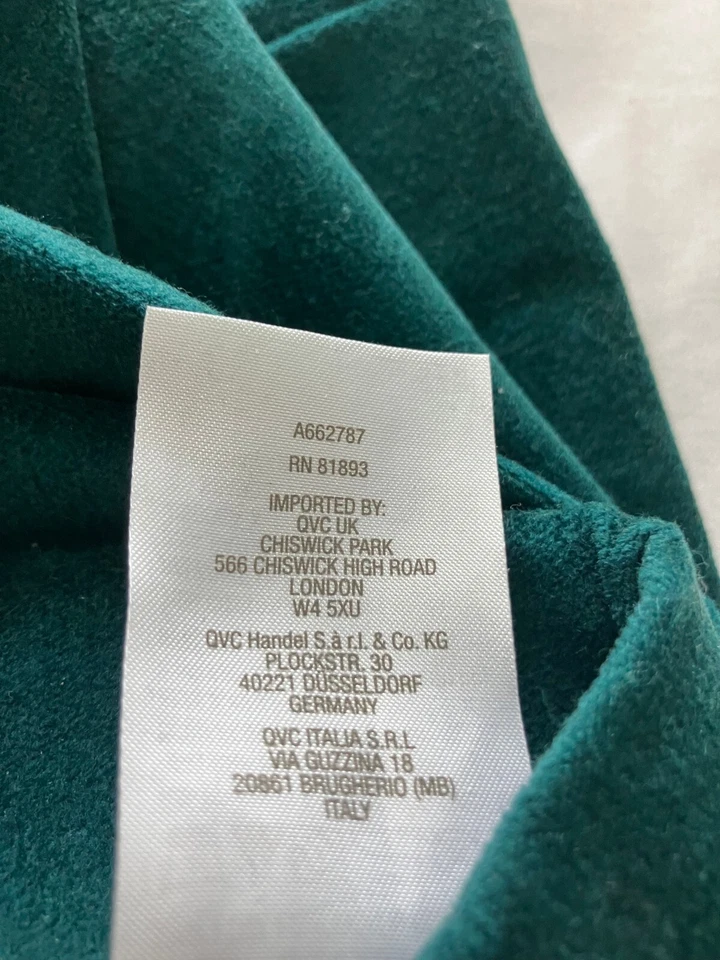 A662787
RN 81893
IMPORTED BY:
QVC UK
CHISWICK PARK
566 CHISWICK HIGH ROAD
LONDON
W4 5XU
QVC Handel S.à r.l. & Co. KG
PLOCKSTR. 30
40221 DÜSSELDORF
GERMANY
QVC ITALIA S.R.L
VIA GUZZINA 18
20861 BRUGHERIO (MB)
ITALY